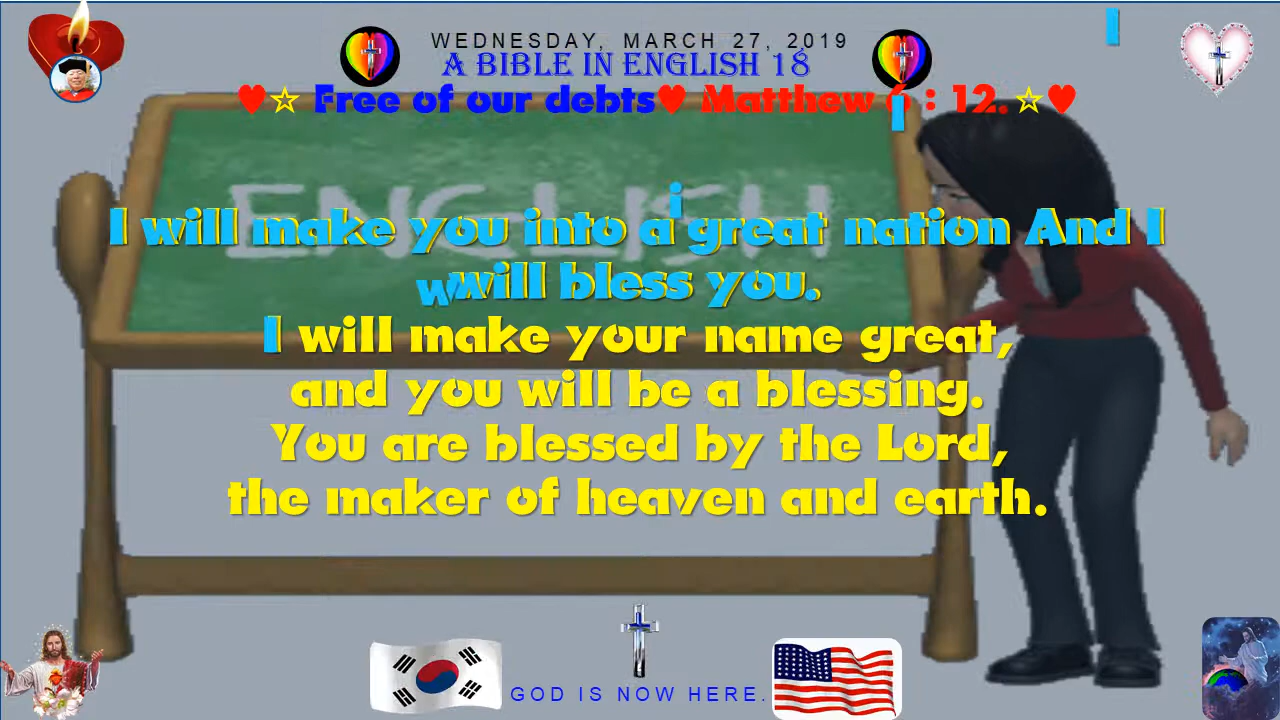 WEDNESDAY, MARCH 27, 2019
A BIBLE IN ENGLISH 18
♥☆ Free of our debts♥ Matthew 6 : 12.☆♥
ENGLISH
I will make you into a great nation And I
will bless you.
I will make your name great,
and you will be a blessing.
You are blessed by the Lord,
the maker of heaven and earth.
GOD IS NOW HERE.